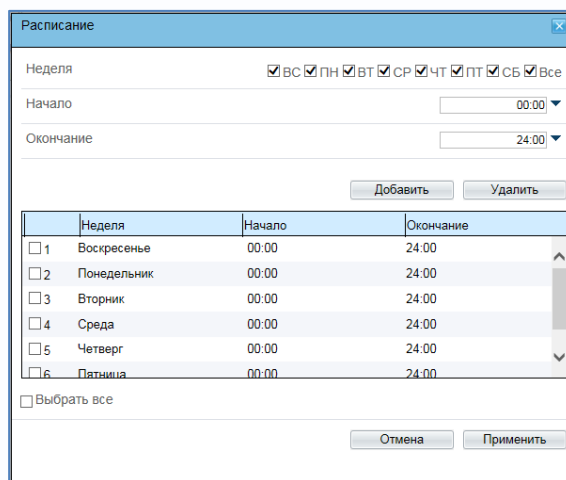 Расписание
Неделя ВС ПН ВТ СР ЧТ ПТ СБ Все
Начало 00:00
Окончание 24:00
Добавить Удалить
Неделя Начало Окончание
1 Воскресенье 00:00 24:00
2 Понедельник 00:00 24:00
3 Вторник 00:00 24:00
4 Среда 00:00 24:00
5 Четверг 00:00 24:00
6 Пятница 00:00 24:00
Выбрать все
Отмена Применить